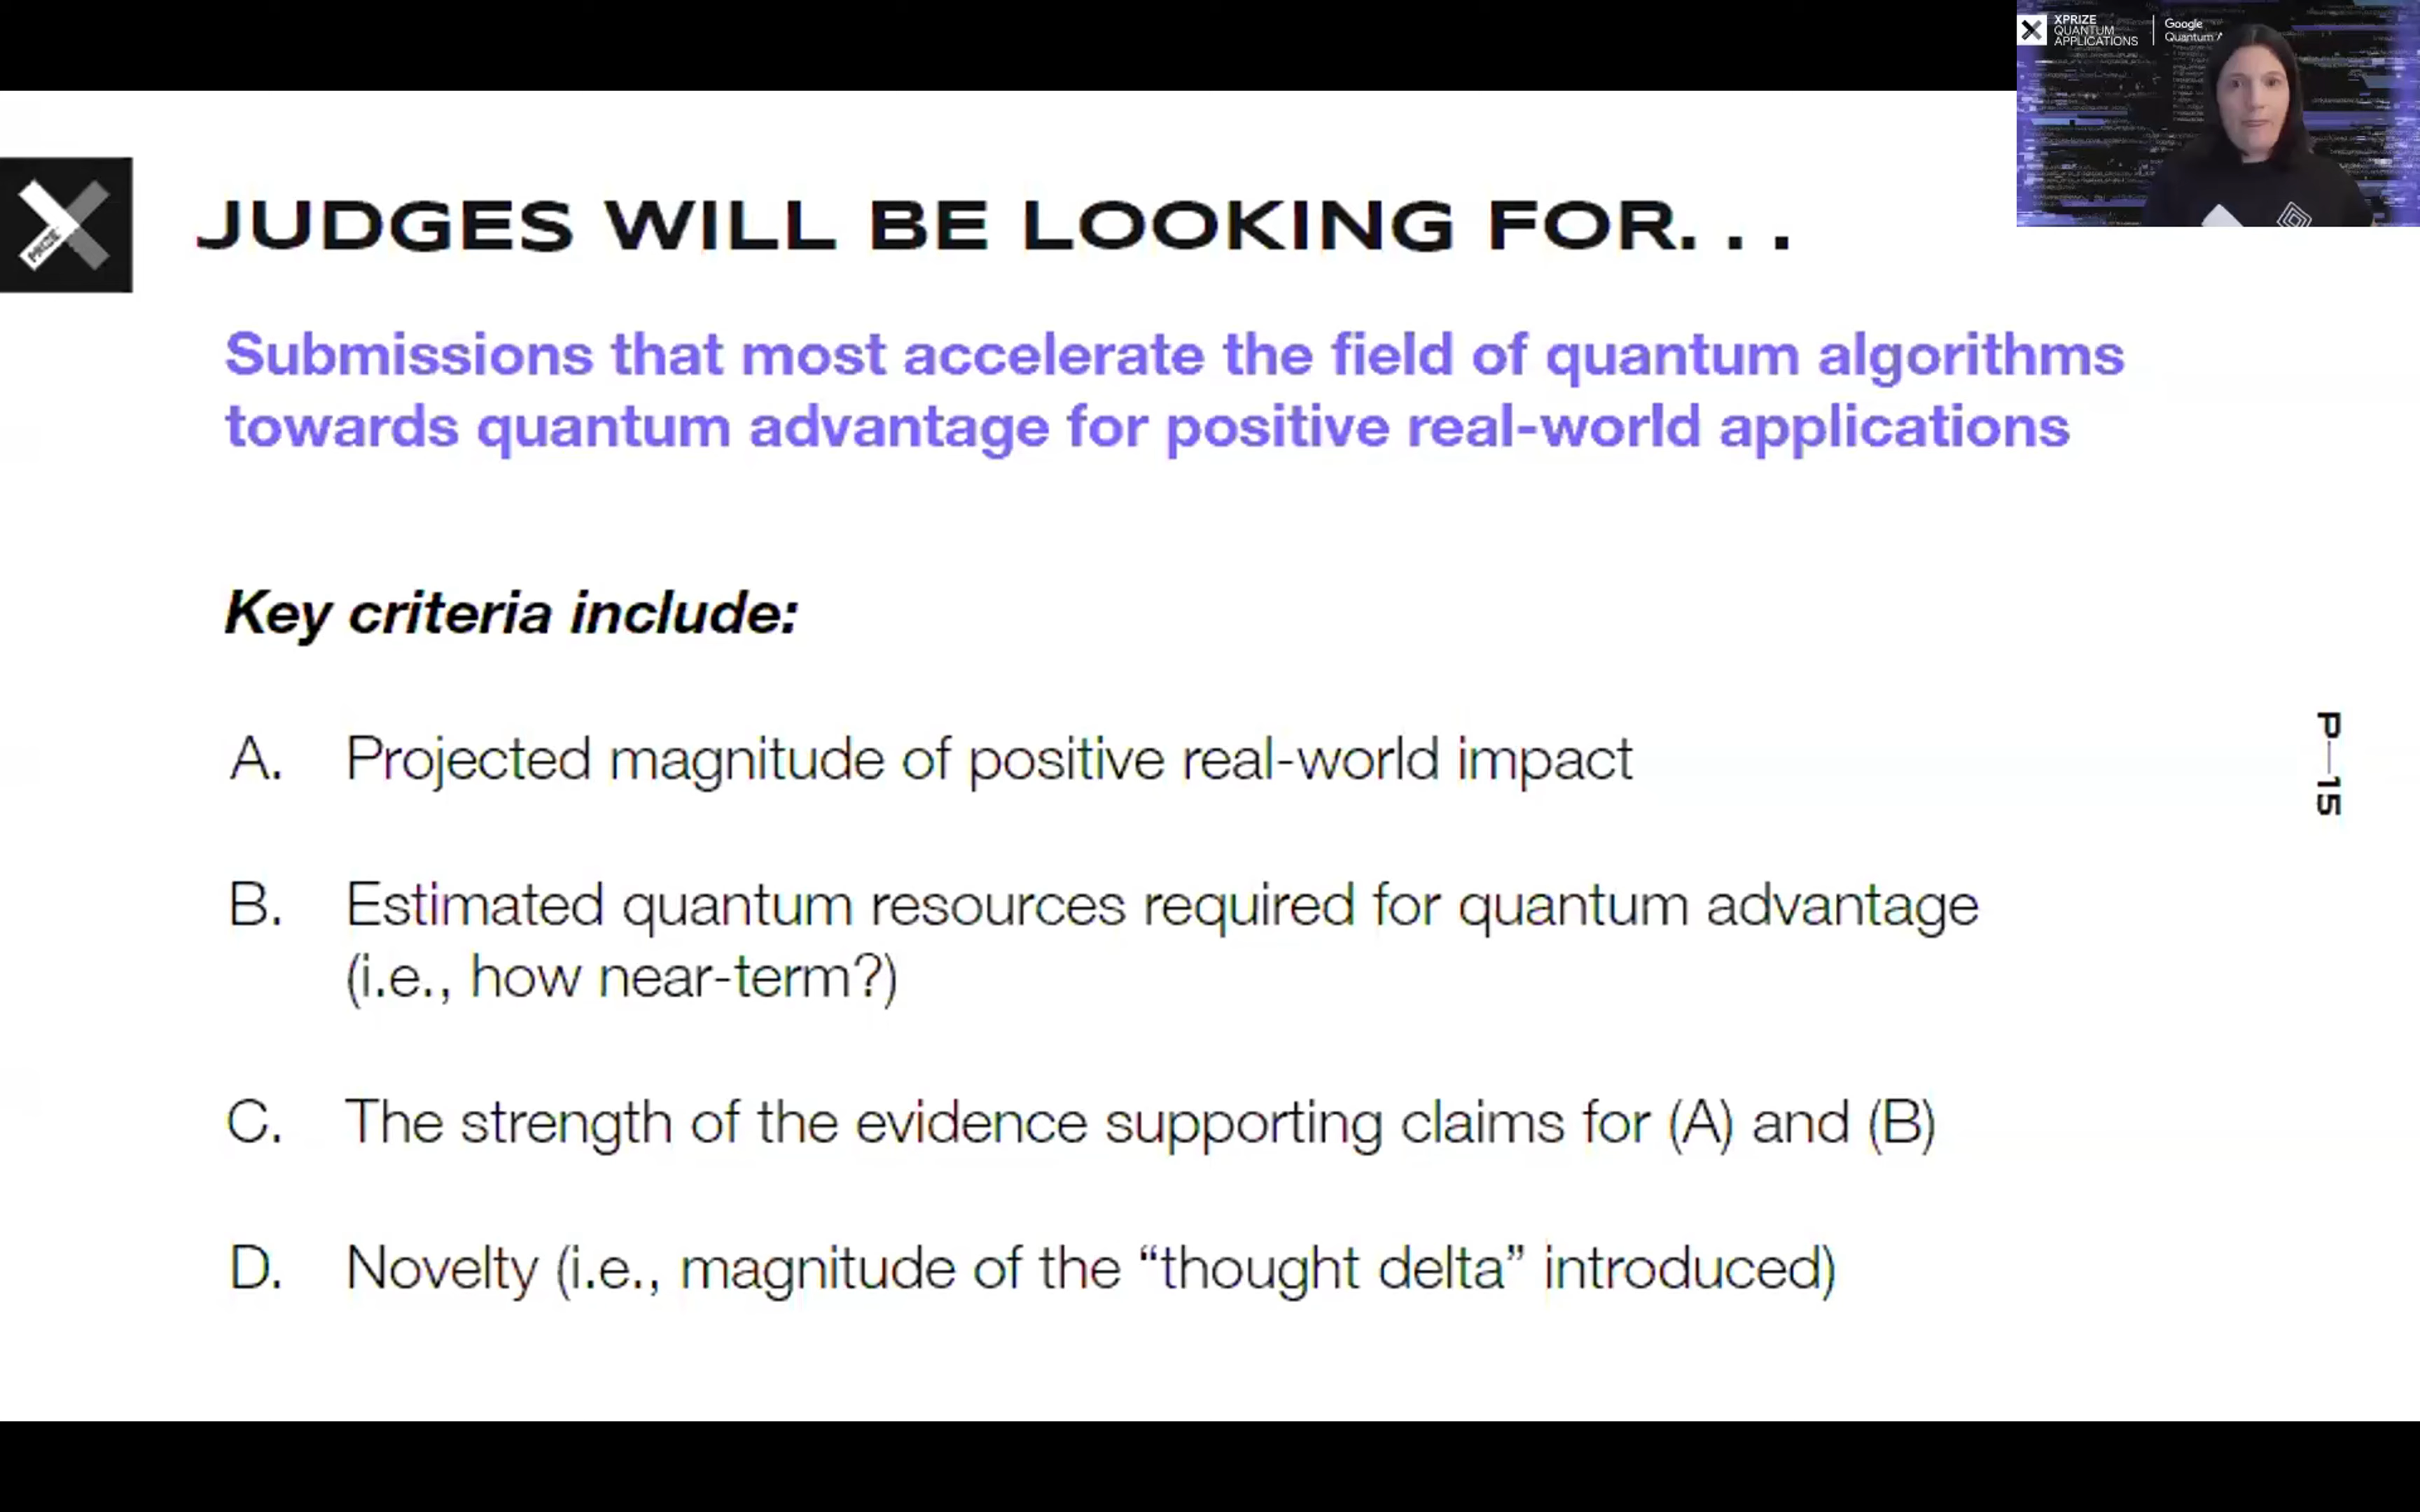 XPRIZE
QUANTUM
APPLICATIONS
Google
Quantum
XPRIZE
JUDGES WILL BE LOOKING FOR. . .
Submissions that most accelerate the field of quantum algorithms
towards quantum advantage for positive real-world applications
Key criteria include:
A. Projected magnitude of positive real-world impact
B. Estimated quantum resources required for quantum advantage
(i.e., how near-term?)
C. The strength of the evidence supporting claims for (A) and (B)
D. Novelty (i.e., magnitude of the “thought delta” introduced)
P—15